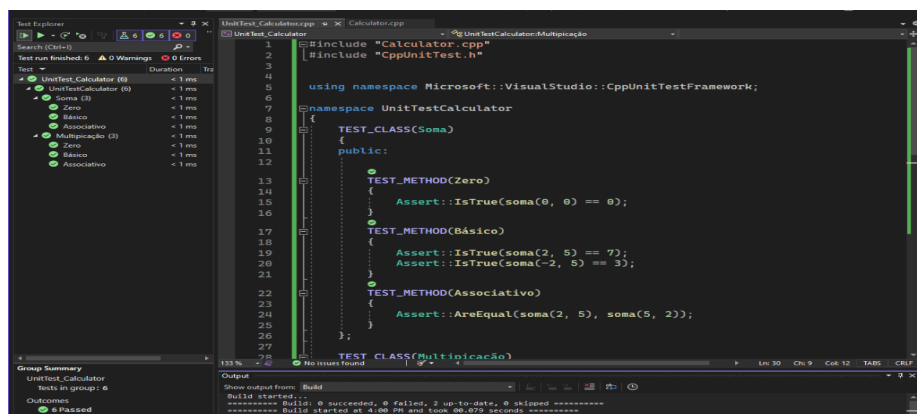 Test Explorer
6 6 0
Search (Ctrl+I)
Test run finished: 6 0 Warnings 0 Errors
Test Duration Tra
UnitTest_Calculator (6) < 1 ms
UnitTestCalculator (6) < 1 ms
Soma (3) < 1 ms
Zero < 1 ms
Básico < 1 ms
Associativo < 1 ms
Multipicação (3) < 1 ms
Zero < 1 ms
Básico < 1 ms
Associativo < 1 ms
Group Summary
UnitTest_Calculator
Tests in group: 6
Outcomes
6 Passed
UnitTest_Calculator.cpp Calculator.cpp
UnitTest_Calculator UnitTestCalculator::Multipicação
1 #include "Calculator.cpp"
2 #include "CppUnitTest.h"
3
4
5 using namespace Microsoft::VisualStudio::CppUnitTestFramework;
6
7 namespace UnitTestCalculator
8 {
9 TEST_CLASS(Soma)
10 {
11 public:
12
13 TEST_METHOD(Zero)
14 {
15 Assert::IsTrue(soma(0, 0) == 0);
16 }
17 TEST_METHOD(Básico)
18 {
19 Assert::IsTrue(soma(2, 5) == 7);
20 Assert::IsTrue(soma(-2, 5) == 3);
21 }
22 TEST_METHOD(Associativo)
23 {
24 Assert::AreEqual(soma(2, 5), soma(5, 2));
25 }
26 };
27
28 TEST_CLASS(Multipicação)
133 % No issues found Ln: 30 Ch: 9 Col: 12 TABS CRLF
Output
Show output from: Build
Build started...
========== Build: 0 succeeded, 0 failed, 2 up-to-date, 0 skipped ==========
========== Build started at 4:00 PM and took 00.079 seconds ==========